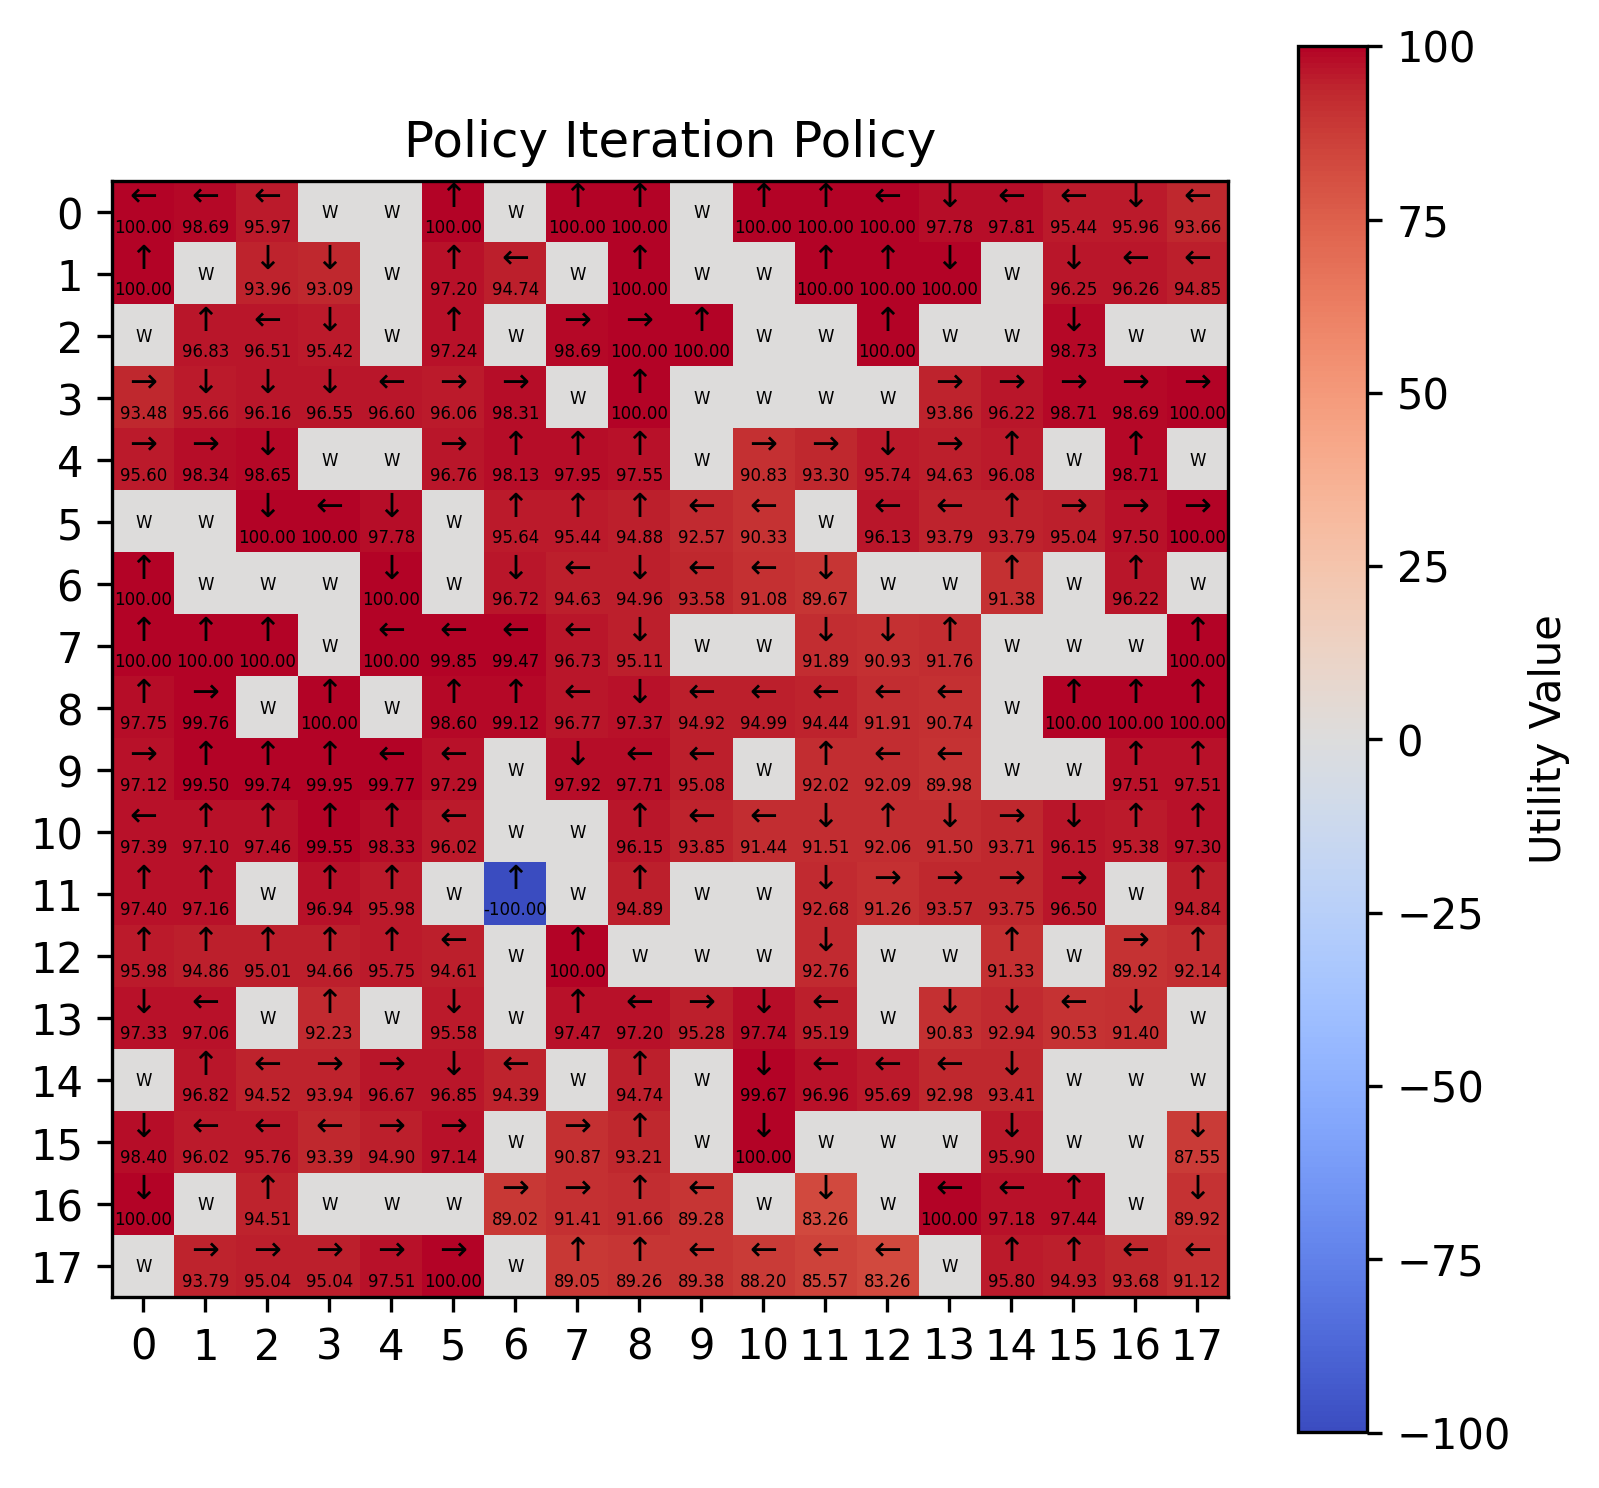 Policy Iteration Policy
0 ← ← ← W W ↑ W ↑ ↑ W ↑ ↑ ← ↓ ← ← ↓ ←
100.00 98.69 95.97 100.00 100.00 100.00 100.00 100.00 100.00 97.78 97.81 95.44 95.96 93.66
1 ↑ W ↓ ↓ W ↑ ← W ↑ W W ↑ ↑ ↓ W ↓ ← ←
100.00 93.96 93.09 97.20 94.74 100.00 100.00 100.00 100.00 96.25 96.26 94.85
2 W ↑ ← ↓ W ↑ W → → ↑ W W ↑ W W ↓ W W
96.83 96.51 95.42 97.24 98.69 100.00 100.00 100.00 98.73
3 → ↓ ↓ ↓ ← → → W ↑ W W W W → → → → →
93.48 95.66 96.16 96.55 96.60 96.06 98.31 100.00 93.86 96.22 98.71 98.69 100.00
4 → → ↓ W W → ↑ ↑ ↑ W → → ↓ → ↑ W ↑ W
95.60 98.34 98.65 96.76 98.13 97.95 97.55 90.83 93.30 95.74 94.63 96.08 98.71
5 W W ↓ ← ↓ W ↑ ↑ ↑ ← ← W ← ← ↑ → → →
100.00 100.00 97.78 95.64 95.44 94.88 92.57 90.33 96.13 93.79 93.79 95.04 97.50 100.00
6 ↑ W W W ↓ W ↓ ← ↓ ← ← ↓ W W ↑ W ↑ W
100.00 100.00 96.72 94.63 94.96 93.58 91.08 89.67 91.38 96.22
7 ↑ ↑ ↑ W ← ← ← ← ↓ W W ↓ ↓ ↑ W W W ↑
100.00 100.00 100.00 100.00 99.85 99.47 96.73 95.11 91.89 90.93 91.76 100.00
8 ↑ → W ↑ W ↑ ↑ ← ↓ ← ← ← ← ← W ↑ ↑ ↑
97.75 99.76 100.00 98.60 99.12 96.77 97.37 94.92 94.99 94.44 91.91 90.74 100.00 100.00 100.00
9 → ↑ ↑ ↑ ← ← W ↓ ← ← W ↑ ← ← W W ↑ ↑
97.12 99.50 99.74 99.95 99.77 97.29 97.92 97.71 95.08 92.02 92.09 89.98 97.51 97.51
10 ← ↑ ↑ ↑ ↑ ← W W ↑ ← ← ↓ ↑ ↓ → ↓ ↑ ↑
97.39 97.10 97.46 99.55 98.33 96.02 96.15 93.85 91.44 91.51 92.06 91.50 93.71 96.15 95.38 97.30
11 ↑ ↑ W ↑ ↑ W ↑ W ↑ W W ↓ → → → → W ↑
97.40 97.16 96.94 95.98 -100.00 94.89 92.68 91.26 93.57 93.75 96.50 94.84
12 ↑ ↑ ↑ ↑ ↑ ← W ↑ W W W ↓ W W ↑ W → ↑
95.98 94.86 95.01 94.66 95.75 94.61 100.00 92.76 91.33 89.92 92.14
13 ↓ ← W ↑ W ↓ W ↑ ← → ↓ ← W ↓ ↓ ← ↓ W
97.33 97.06 92.23 95.58 97.47 97.20 95.28 97.74 95.19 90.83 92.94 90.53 91.40
14 W ↑ ← → → ↓ ← W ↑ W ↓ ← ← ← ↓ W W W
96.82 94.52 93.94 96.67 96.85 94.39 94.74 99.67 96.96 95.69 92.98 93.41
15 ↓ ← ← ← → → W → ↑ W ↓ W W W ↓ W W ↓
98.40 96.02 95.76 93.39 94.90 97.14 90.87 93.21 100.00 95.90 87.55
16 ↓ W ↑ W W W → → ↑ ← W ↓ W ← ← ↑ W ↓
100.00 94.51 89.02 91.41 91.66 89.28 83.26 100.00 97.18 97.44 89.92
17 W → → → → → W ↑ ↑ ← ← ← ← W ↑ ↑ ← ←
93.79 95.04 95.04 97.51 100.00 89.05 89.26 89.38 88.20 85.57 83.26 95.80 94.93 93.68 91.12
0 1 2 3 4 5 6 7 8 9 10 11 12 13 14 15 16 17
100
75
50
25
0
−25
−50
−75
−100
Utility Value